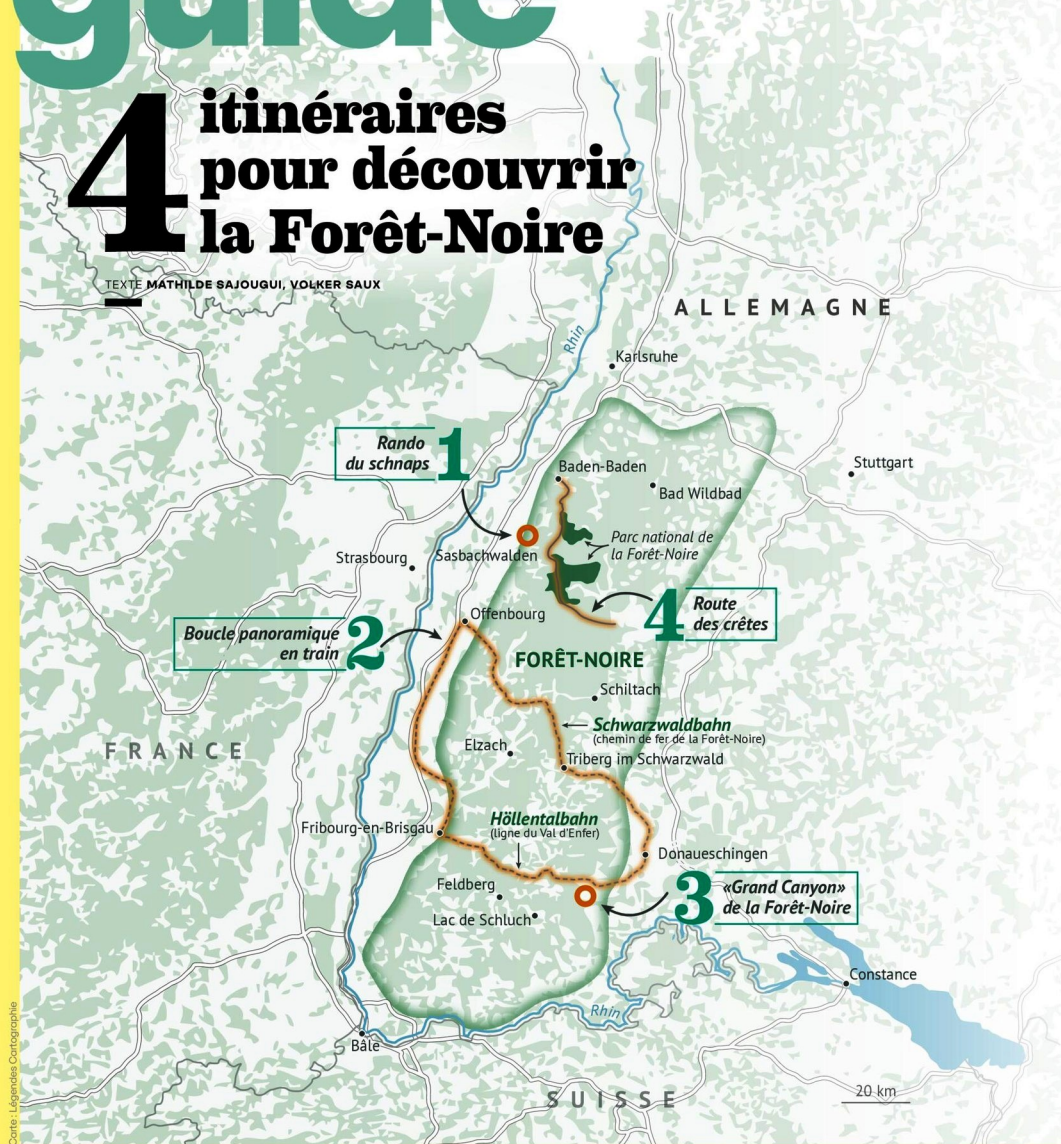 guide
4 itinéraires
pour découvrir
la Forêt-Noire
TEXTE MATHILDE SAJOUGUI, VOLKER SAUX
ALLEMAGNE
Rhin
Karlsruhe
1
Rando
du schnaps
Baden-Baden
Bad Wildbad
Stuttgart
Parc national de
la Forêt-Noire
Strasbourg
Sasbachwalden
4
Route
des crêtes
Offenbourg
Boucle panoramique
en train
2
FORÊT-NOIRE
Schiltach
Schwarzwaldbahn
(chemin de fer de la Forêt-Noire)
FRANCE
Elzach
Triberg im Schwarzwald
Höllentalbahn
(ligne du Val d'Enfer)
Fribourg-en-Brisgau
Donaueschingen
Feldberg
3
«Grand Canyon»
de la Forêt-Noire
Lac de Schluch
Constance
Rhin
Bâle
SUISSE
20 km
Carte : Légendes Cartographie